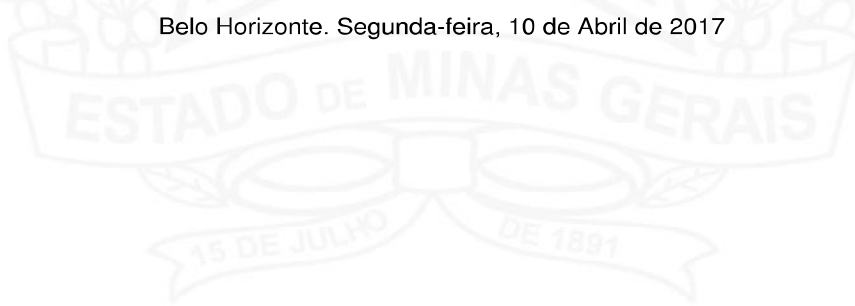 Belo Horizonte. Segunda-feira, 10 de Abril de 2017
ESTADO DE MINAS GERAIS
15 DE JULHO DE 1891